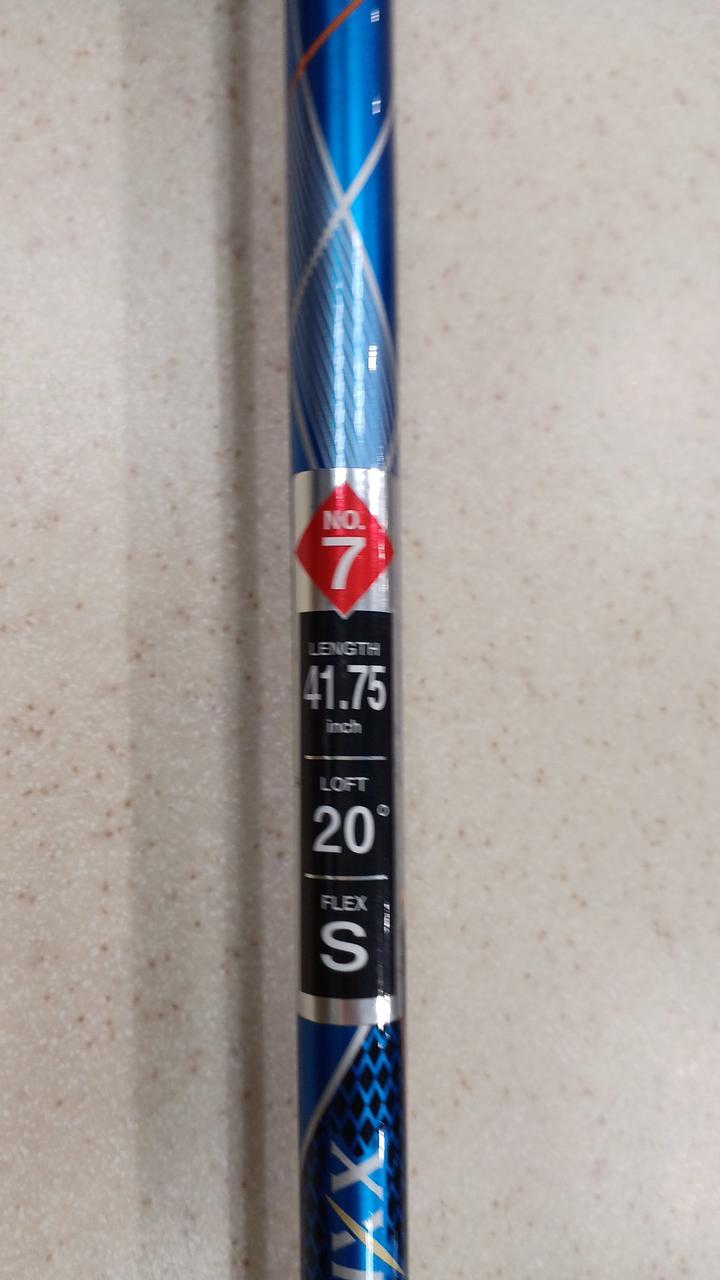 NO.
7
LENGTH
41.75
inch
LOFT
20°
FLEX
S